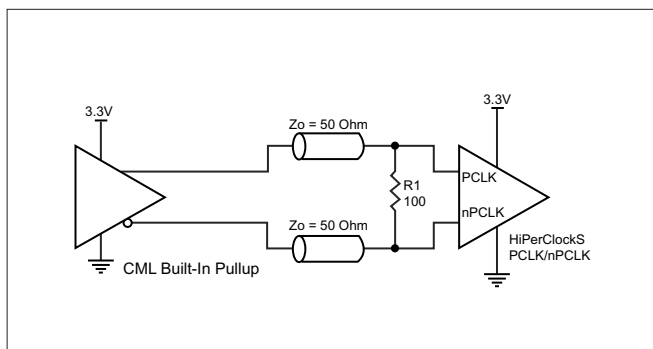 3.3V
3.3V
Zo = 50 Ohm
PCLK
R1
100
nPCLK
Zo = 50 Ohm
HiPerClockS
PCLK/nPCLK
CML Built-In Pullup